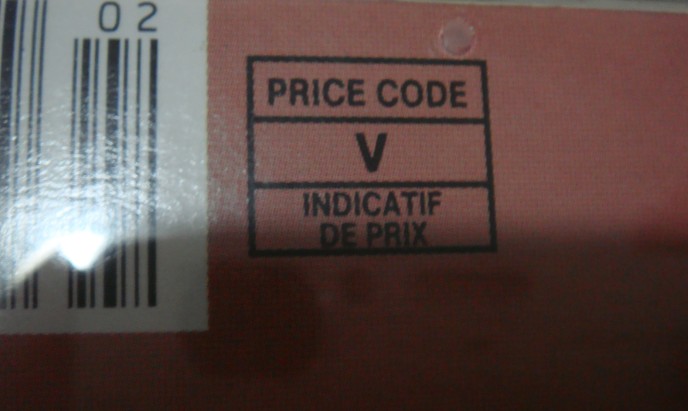 02
PRICE CODE
V
INDICATIF
DE PRIX